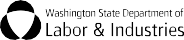 Washington State Department of
Labor & Industries